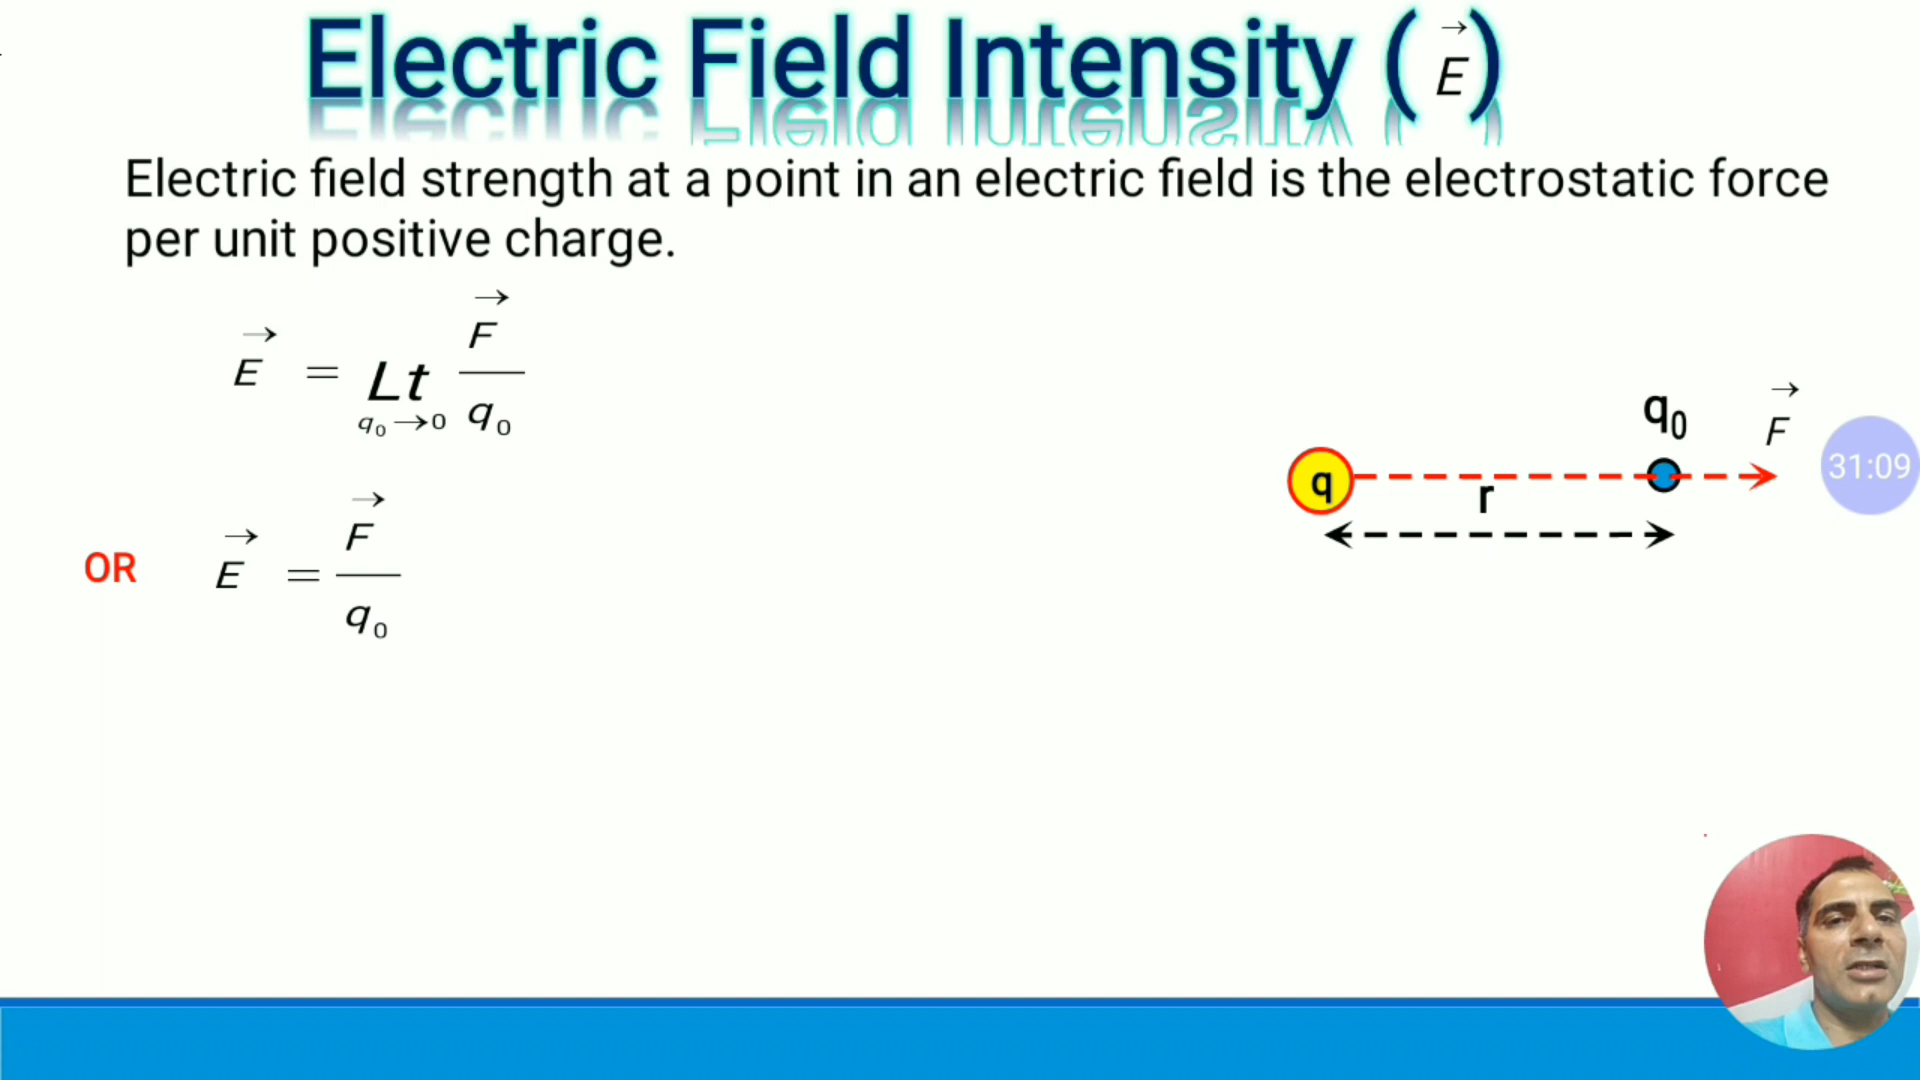 Electric Field Intensity (E⃗)
Electric field strength at a point in an electric field is the electrostatic force
per unit positive charge.
E⃗ = Lt q₀→0 F⃗ / q₀
q₀ F⃗
q
r
31:09
OR E⃗ = F⃗ / q₀